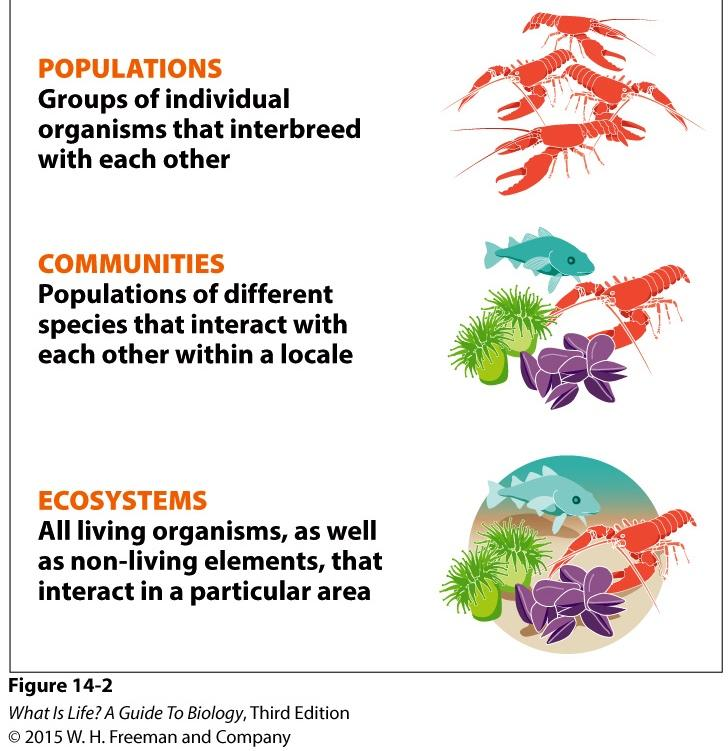 POPULATIONS
Groups of individual
organisms that interbreed
with each other
COMMUNITIES
Populations of different
species that interact with
each other within a locale
ECOSYSTEMS
All living organisms, as well
as non-living elements, that
interact in a particular area
Figure 14-2
What Is Life? A Guide To Biology, Third Edition
© 2015 W. H. Freeman and Company